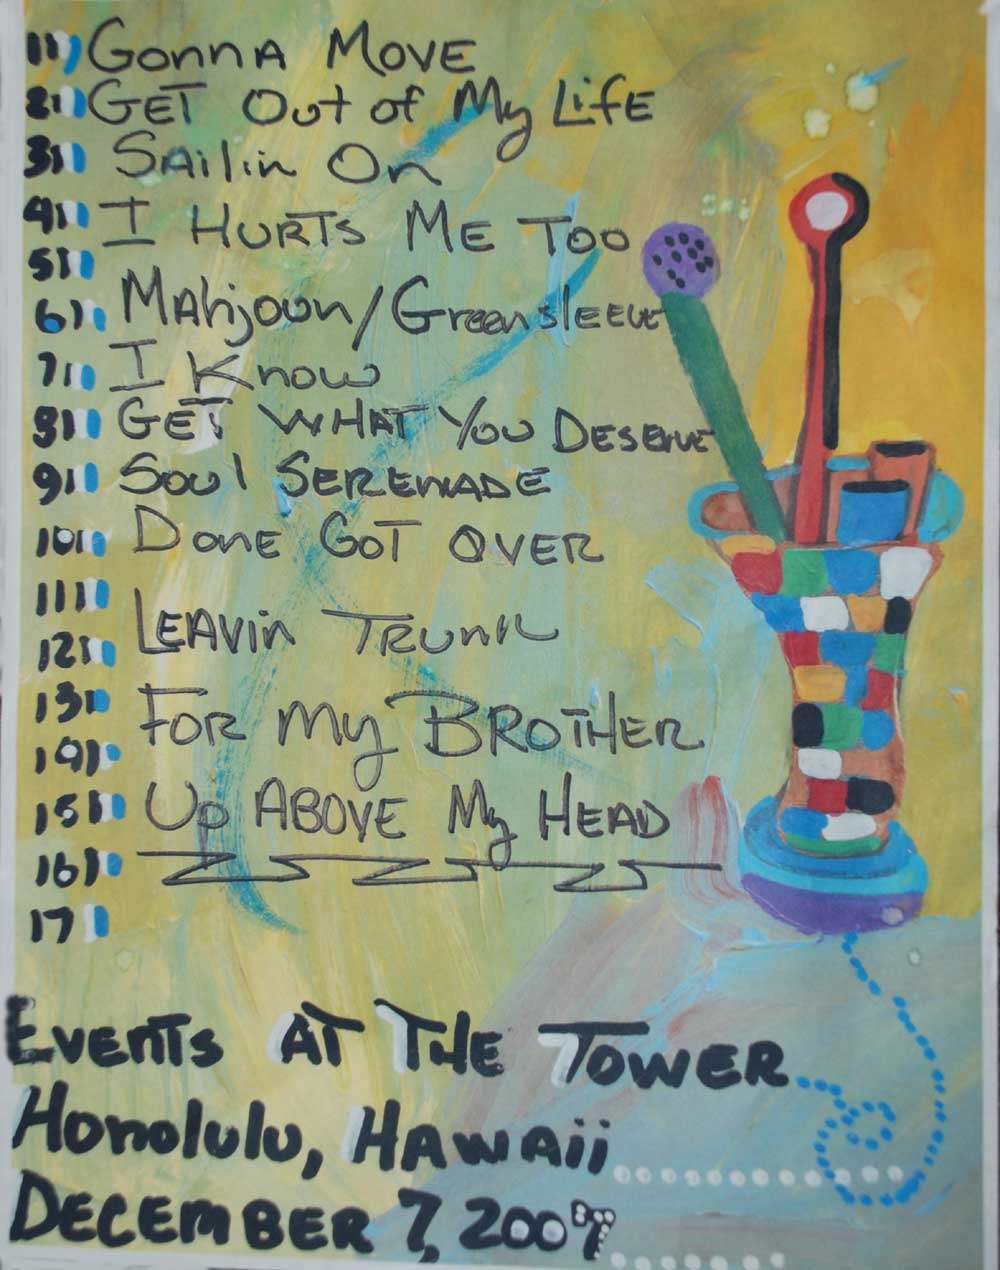 1) Gonna Move
2) Get Out of My Life
3) Sailin On
4) I Hurts Me Too
5)
6) Mahjoun/Greensleeve
7) I Know
8) Get What You Deserve
9) Soul Serenade
10) Done Got Over
11)
12) Leavin Trunk
13) For My Brother
14)
15) Up Above My Head
16)
17)
Events At The Tower
Honolulu, Hawaii
December 7, 2007